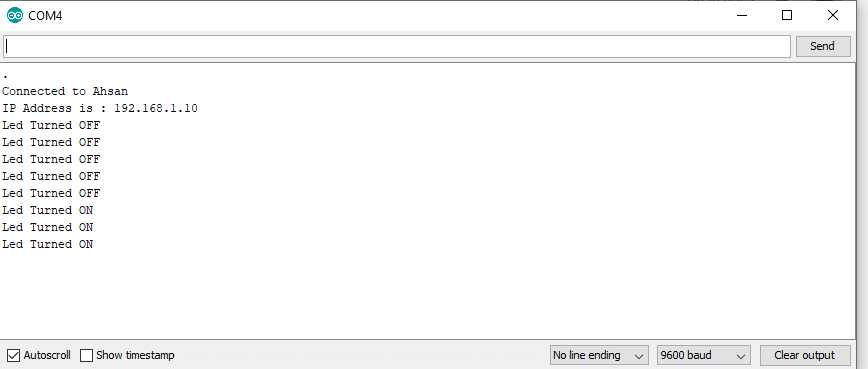 COM4
Send
.
Connected to Ahsan
IP Address is : 192.168.1.10
Led Turned OFF
Led Turned OFF
Led Turned OFF
Led Turned OFF
Led Turned OFF
Led Turned ON
Led Turned ON
Led Turned ON
Autoscroll Show timestamp No line ending 9600 baud Clear output